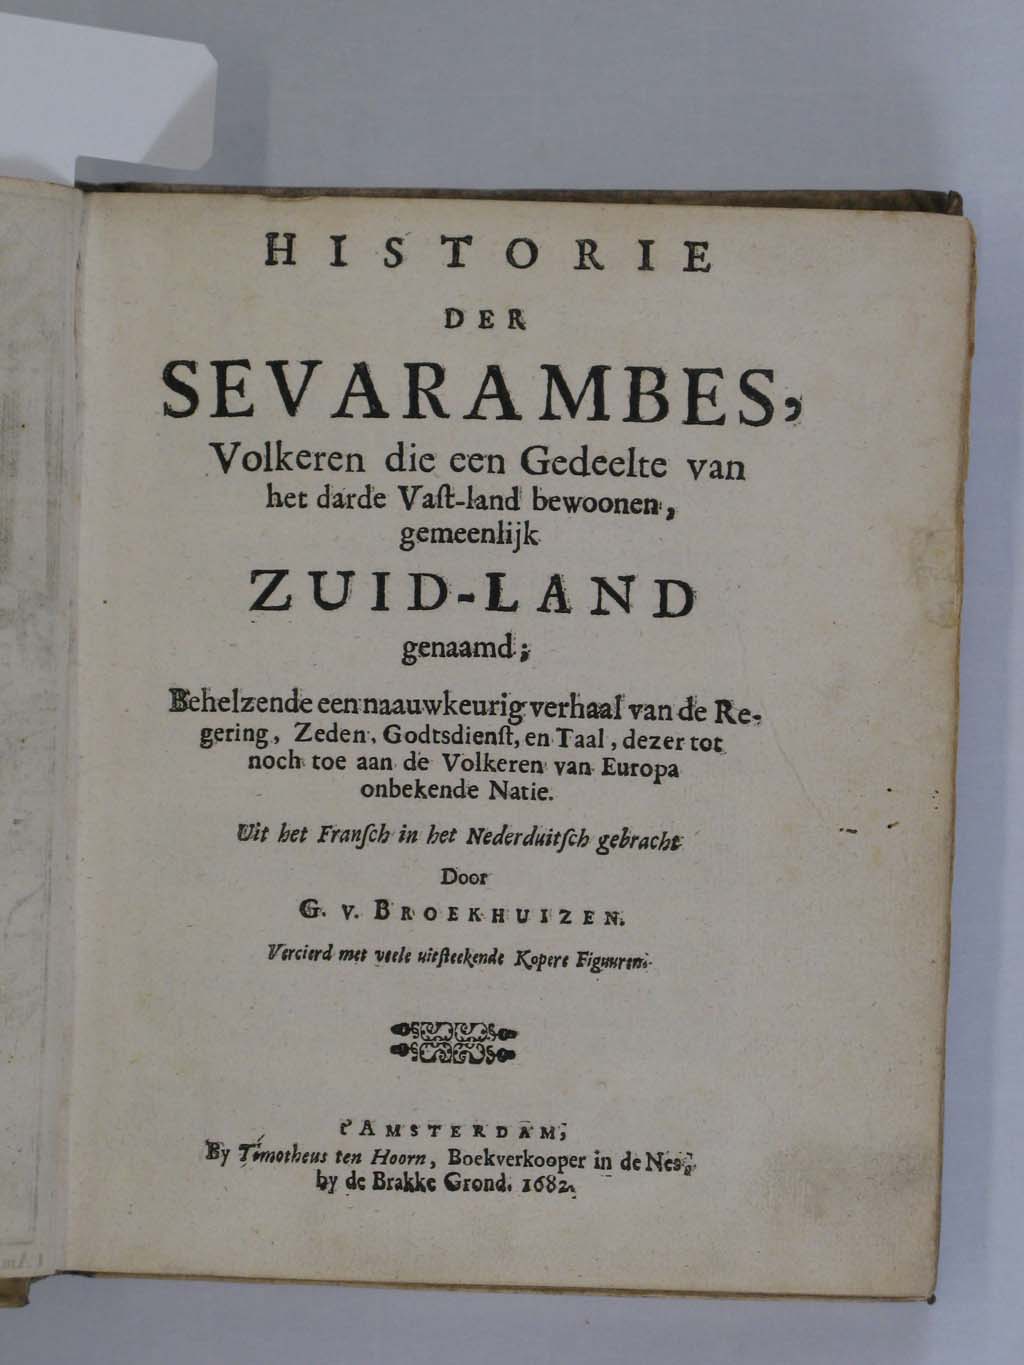 HISTORIE
DER
SEVARAMBES,
Volkeren die een Gedeelte van
het darde Vaſt-land bewoonen,
gemeenlijk
ZUID-LAND
genaamd;
Behelzende een naauwkeurig verhaal van de Re-
gering, Zeden, Godtsdienſt, en Taal, dezer tot
noch toe aan de Volkeren van Europa
onbekende Natie.
Uit het Franſch in het Nederduitſch gebracht
Door
G. v. BROEKHUIZEN.
Vercierd met veele uitſteekende Kopere Figuuren.
t'AMSTERDAM,
By Timotheus ten Hoorn, Boekverkooper in de Nes,
by de Brakke Grond. 1682.